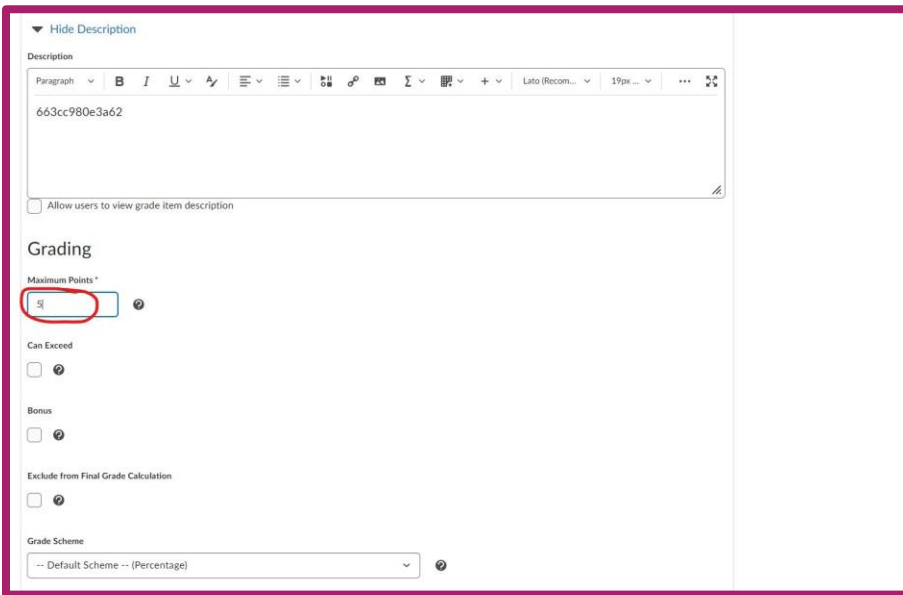 Hide Description
Description
Paragraph B I U A Σ + Lato (Recom... 19px ... ...
663cc980e3a62
Allow users to view grade item description
Grading
Maximum Points *
5
Can Exceed
Bonus
Exclude from Final Grade Calculation
Grade Scheme
-- Default Scheme -- (Percentage)